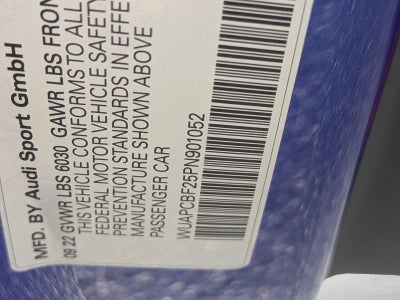 MFD. BY Audi Sport GmbH
09 22 GVWR LBS 6030 GAWR LBS FRON
THIS VEHICLE CONFORMS TO ALL
FEDERAL MOTOR VEHICLE SAFETY
PREVENTION STANDARDS IN EFFE
MANUFACTURE SHOWN ABOVE
PASSENGER CAR
WUAPCBF25PN901052